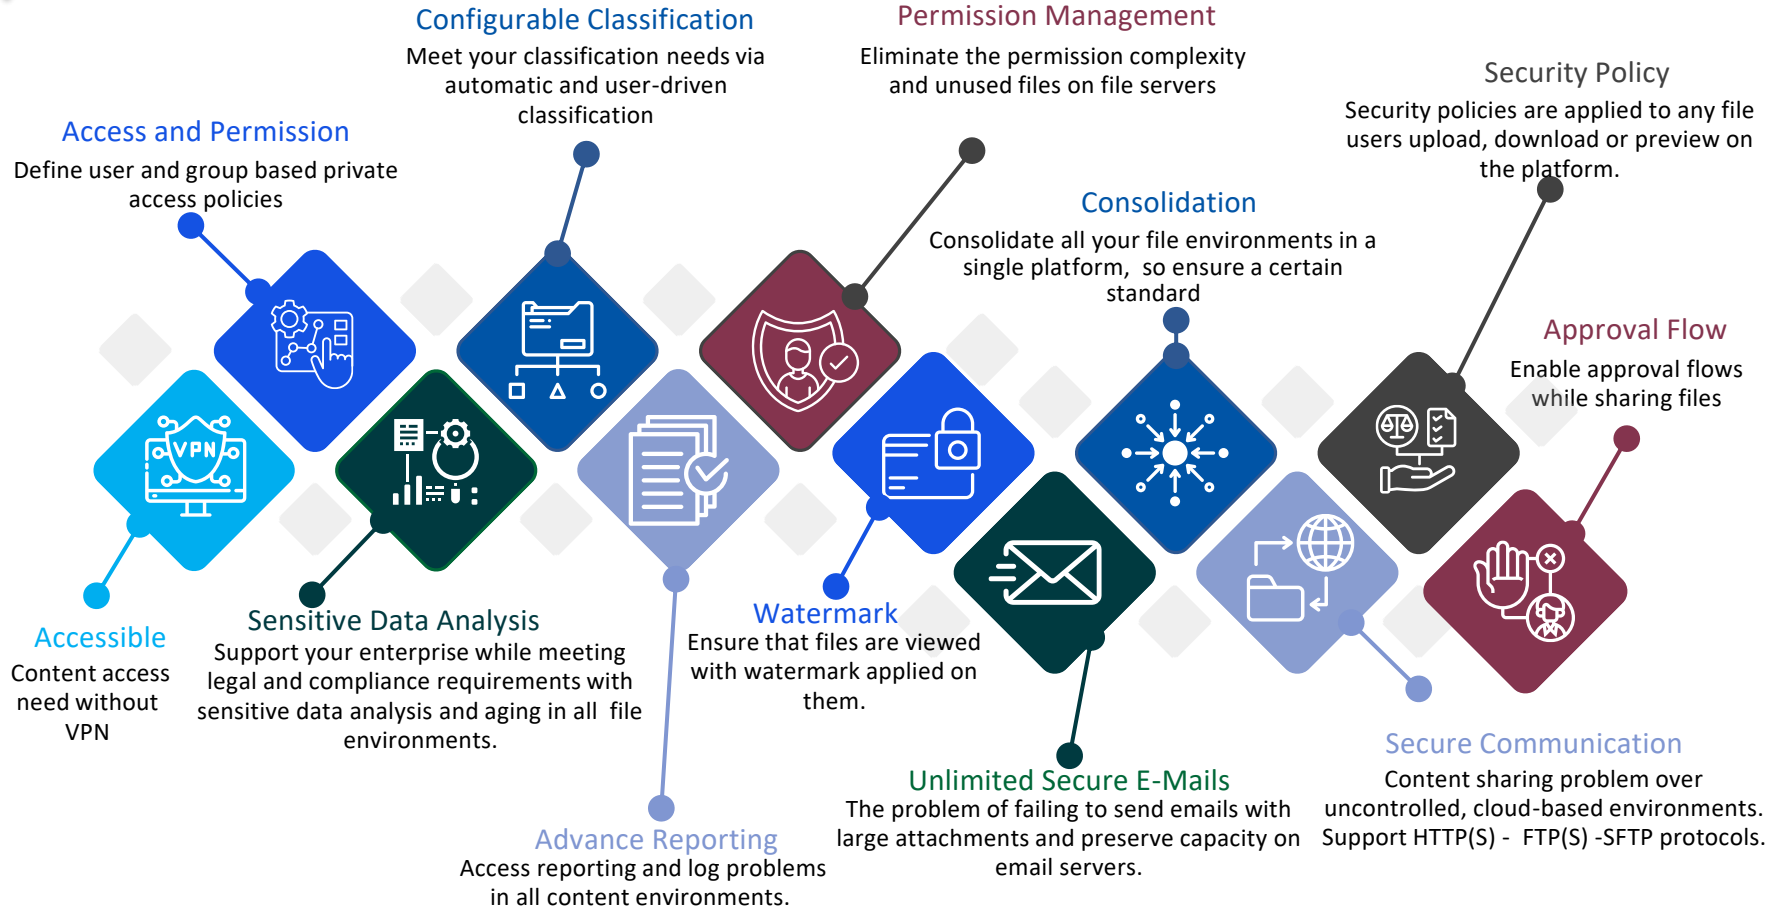 Configurable Classification
Meet your classification needs via
automatic and user-driven
classification
Permission Management
Eliminate the permission complexity
and unused files on file servers
Security Policy
Security policies are applied to any file
users upload, download or preview on
the platform.
Access and Permission
Define user and group based private
access policies
Consolidation
Consolidate all your file environments in a
single platform,  so ensure a certain
standard
Approval Flow
Enable approval flows
while sharing files
VPN
Accessible
Content access
need without
VPN
Sensitive Data Analysis
Support your enterprise while meeting
legal and compliance requirements with
sensitive data analysis and aging in all  file
environments.
Watermark
Ensure that files are viewed
with watermark applied on
them.
Advance Reporting
Access reporting and log problems
in all content environments.
Unlimited Secure E-Mails
The problem of failing to send emails with
large attachments and preserve capacity on
email servers.
Secure Communication
Content sharing problem over
uncontrolled, cloud-based environments.
Support HTTP(S) -  FTP(S) -SFTP protocols.